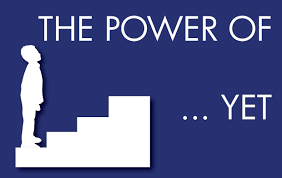 THE POWER OF
... YET